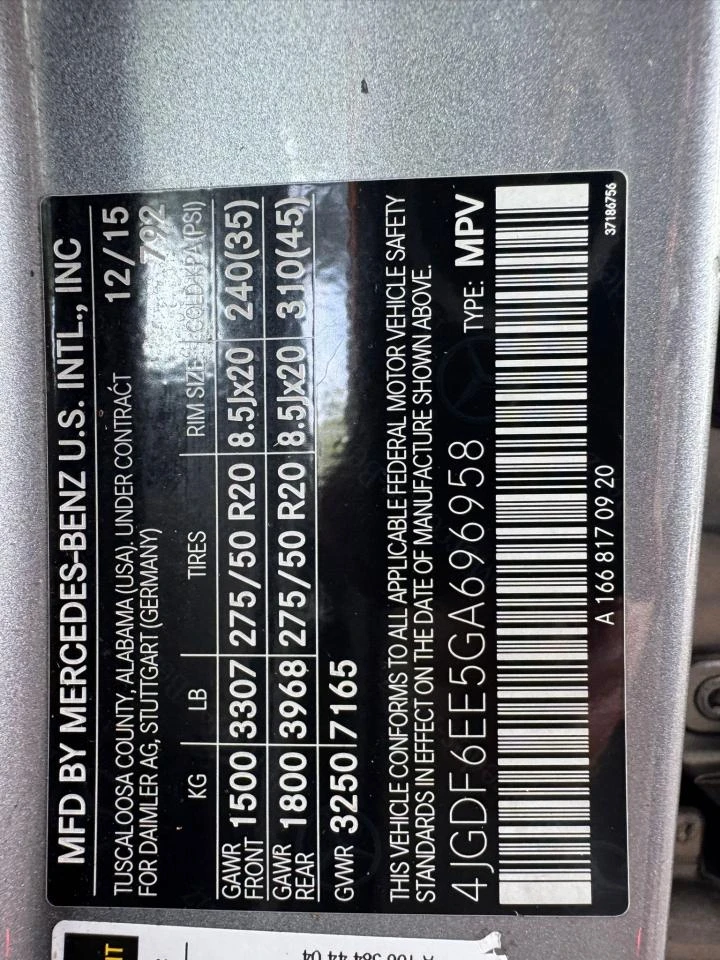 MFD BY MERCEDES-BENZ U.S. INTL., INC
TUSCALOOSA COUNTY, ALABAMA (USA), UNDER CONTRACT 12/15
FOR DAIMLER AG, STUTTGART (GERMANY) 792
KG LB TIRES RIM SIZE COLD KPA(PSI)
GAWR FRONT 1500 3307 275/50 R20 8.5Jx20 240(35)
GAWR REAR 1800 3968 275/50 R20 8.5Jx20 310(45)
GWR 3250 7165
THIS VEHICLE CONFORMS TO ALL APPLICABLE FEDERAL MOTOR VEHICLE SAFETY
STANDARDS IN EFFECT ON THE DATE OF MANUFACTURE SHOWN ABOVE.
4JGDF6EE5GA696958 TYPE: MPV
A 166 817 09 20
37186756